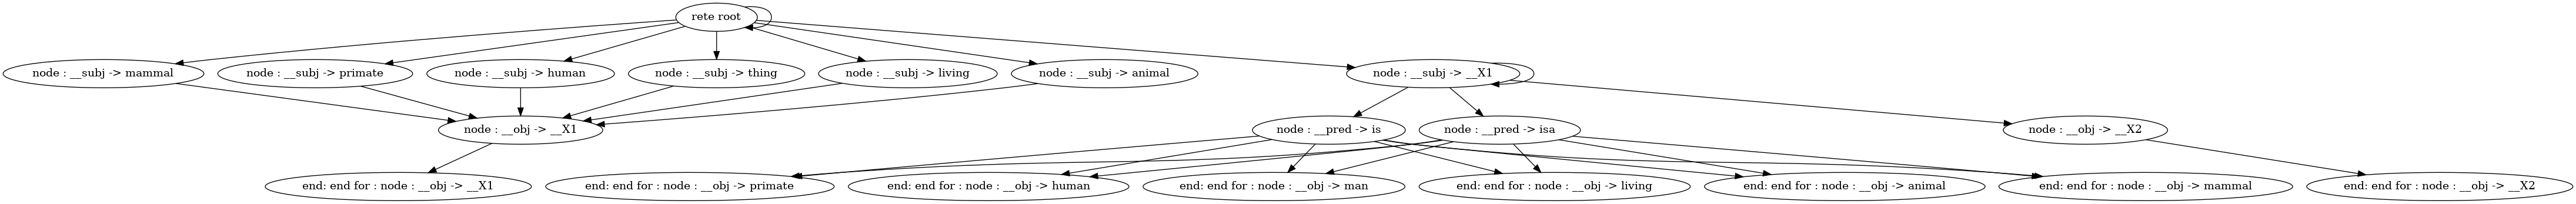 rete root
node : __subj -> mammal
node : __subj -> primate
node : __subj -> human
node : __subj -> thing
node : __subj -> living
node : __subj -> animal
node : __subj -> __X1
node : __obj -> __X1
node : __pred -> is
node : __pred -> isa
node : __obj -> __X2
end: end for : node : __obj -> __X1
end: end for : node : __obj -> primate
end: end for : node : __obj -> human
end: end for : node : __obj -> man
end: end for : node : __obj -> living
end: end for : node : __obj -> animal
end: end for : node : __obj -> mammal
end: end for : node : __obj -> __X2